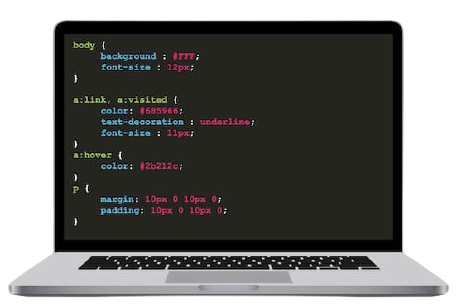 body {
background : #FFF;
font-size : 12px;
}
a:link, a:visited {
color: #685966;
text-decoration : undarline;
font-size : 11px;
}
a:hover {
color: #2b212c;
}
p {
margin: 10px 0 10px 0;
padding: 10px 0 10px 0;
}